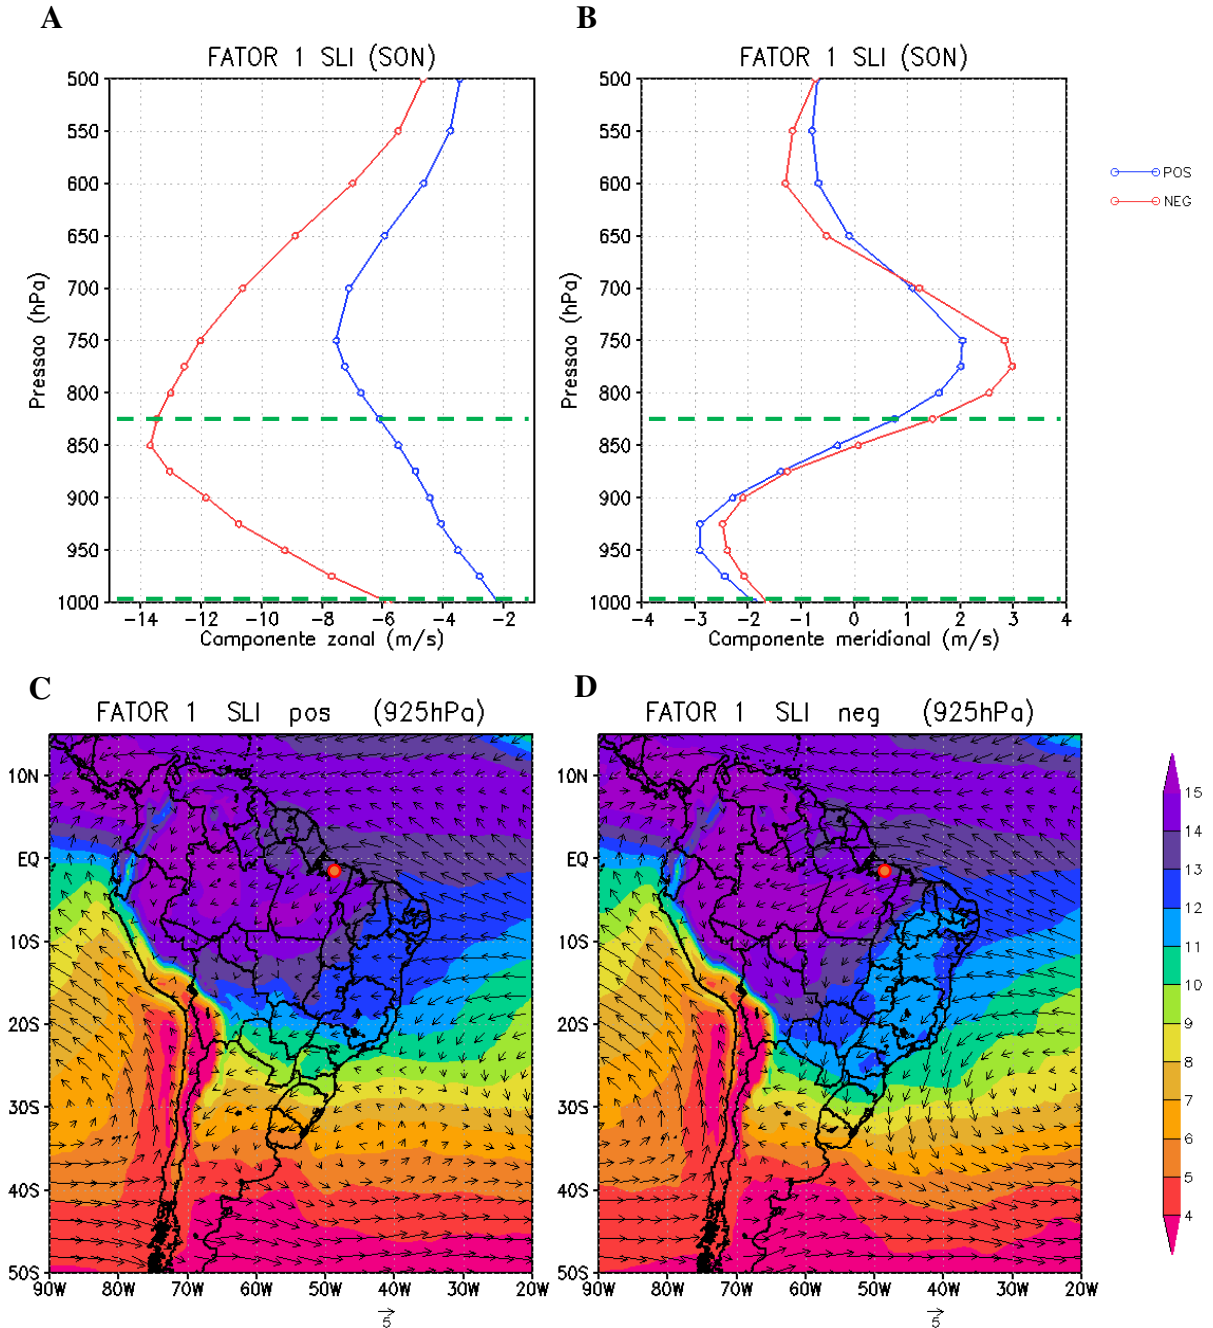 A
FATOR 1 SLI (SON)
500
550
600
650
700
750
800
850
900
950
1000
Pressao (hPa)
-14 -12 -10 -8 -6 -4 -2
Componente zonal (m/s)
B
FATOR 1 SLI (SON)
500
550
600
650
700
750
800
850
900
950
1000
Pressao (hPa)
-4 -3 -2 -1 0 1 2 3 4
Componente meridional (m/s)
POS
NEG
C
FATOR 1 SLI pos (925hPa)
10N
EQ
10S
20S
30S
40S
50S
90W 80W 70W 60W 50W 40W 30W 20W
5
D
FATOR 1 SLI neg (925hPa)
10N
EQ
10S
20S
30S
40S
50S
90W 80W 70W 60W 50W 40W 30W 20W
5
15
14
13
12
11
10
9
8
7
6
5
4